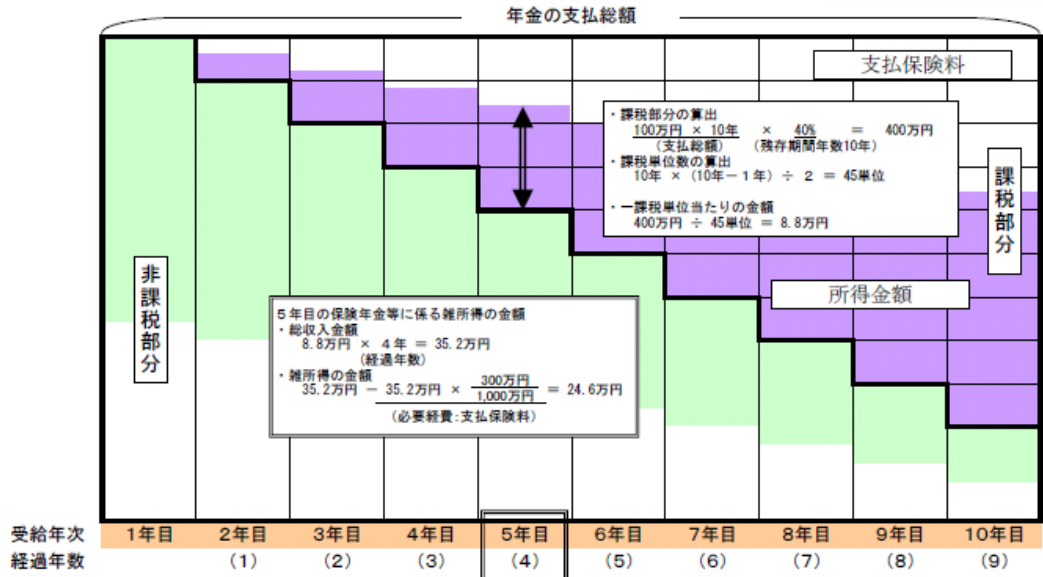 年金の支払総額
支払保険料
・課税部分の算出
100万円 × 10年 × 40% = 400万円
(支払総額) (残存期間年数10年)
・課税単位数の算出
10年 × (10年－1年) ÷ 2 = 45単位
・一課税単位当たりの金額
400万円 ÷ 45単位 = 8.8万円
課税部分
非課税部分
所得金額
5年目の保険年金等に係る雑所得の金額
・総収入金額
8.8万円 × 4年 = 35.2万円
(経過年数)
・雑所得の金額
35.2万円 － 35.2万円 × 300万円/1,000万円 = 24.6万円
(必要経費:支払保険料)
受給年次 1年目 2年目 3年目 4年目 5年目 6年目 7年目 8年目 9年目 10年目
経過年数 (1) (2) (3) (4) (5) (6) (7) (8) (9)